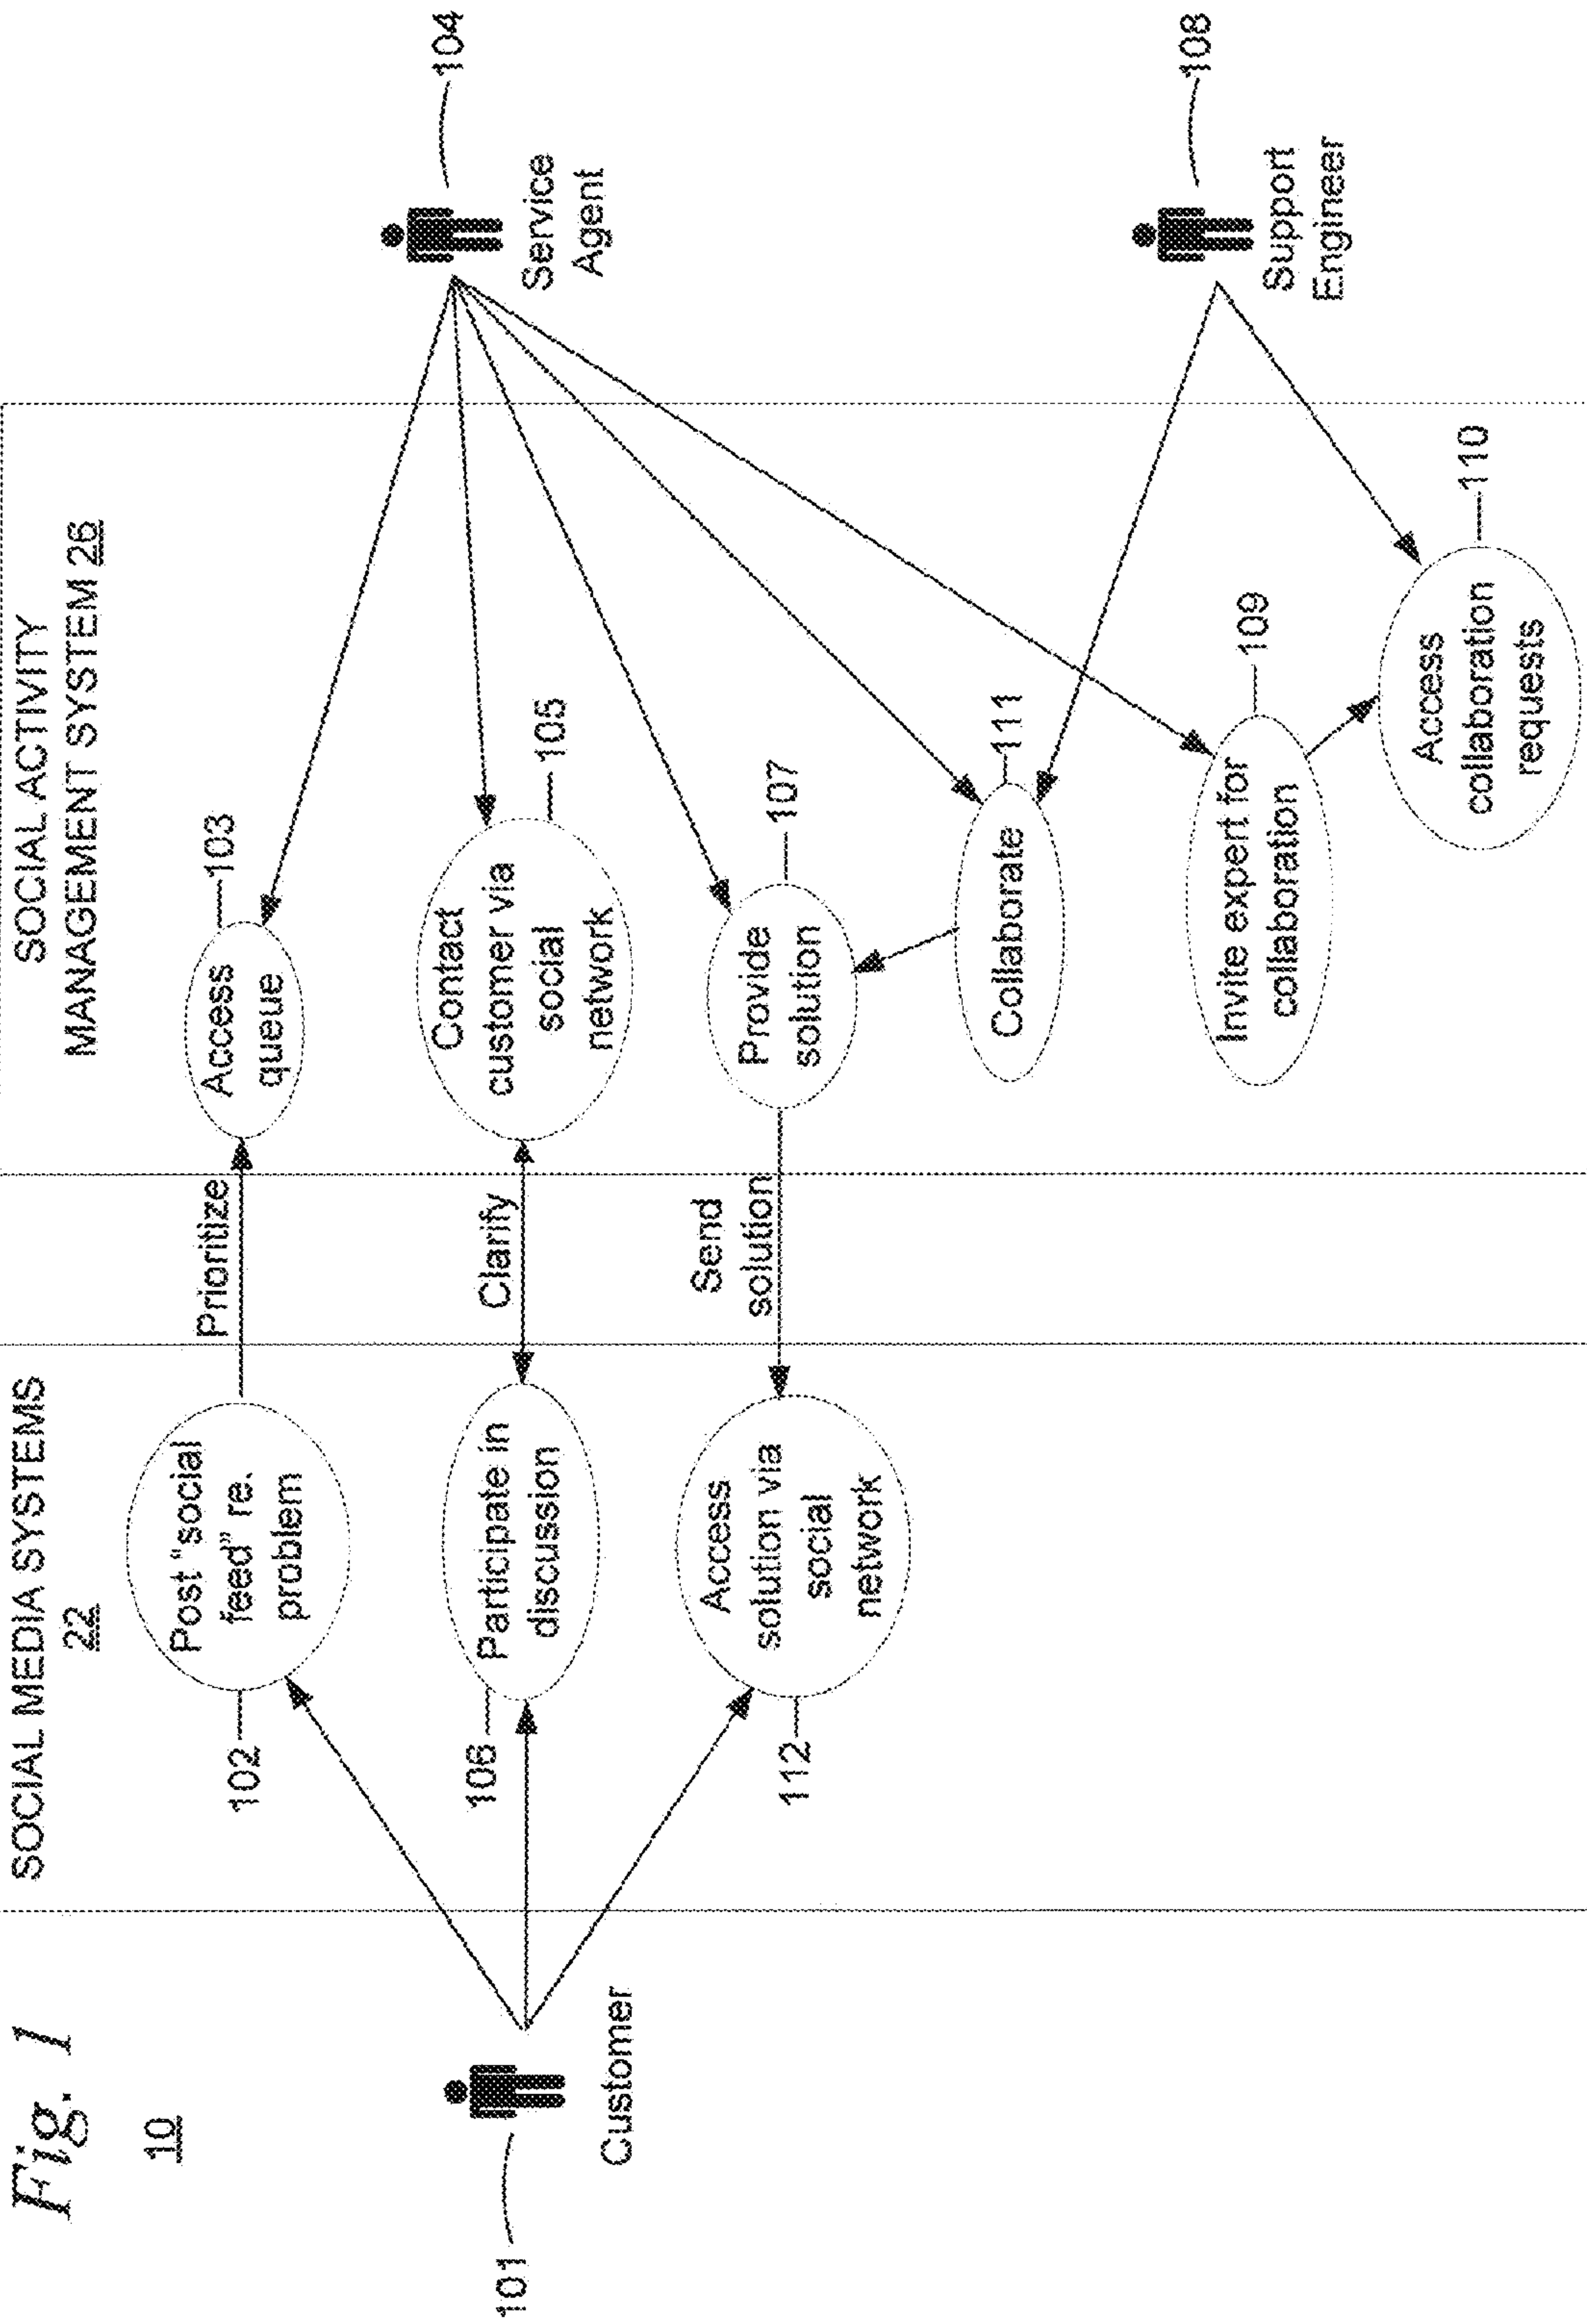 Fig. 1
10
SOCIAL MEDIA SYSTEMS
22
SOCIAL ACTIVITY
MANAGEMENT SYSTEM 26
101
Customer
102
Post “social
feed” re.
problem
Prioritize
Access
queue
103
104
Service
Agent
106
Participate in
discussion
Clarify
Contact
customer via
social
network
105
112
Access
solution via
social
network
Send
solution
Provide
solution
107
Collaborate
111
Invite expert for
collaboration
109
Access
collaboration
requests
110
108
Support
Engineer